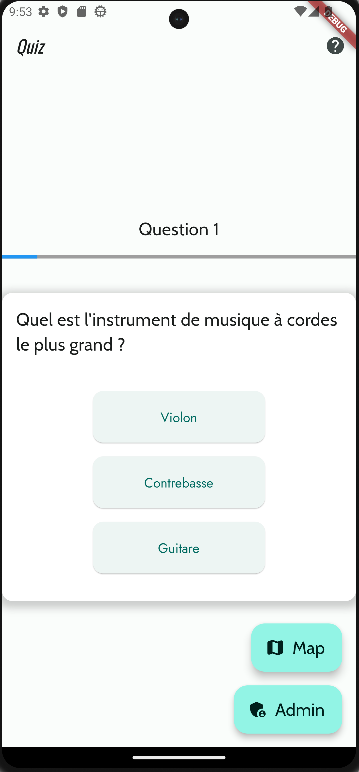 9:53
Quiz
Question 1
Quel est l'instrument de musique à cordes
le plus grand ?
Violon
Contrebasse
Guitare
Map
Admin